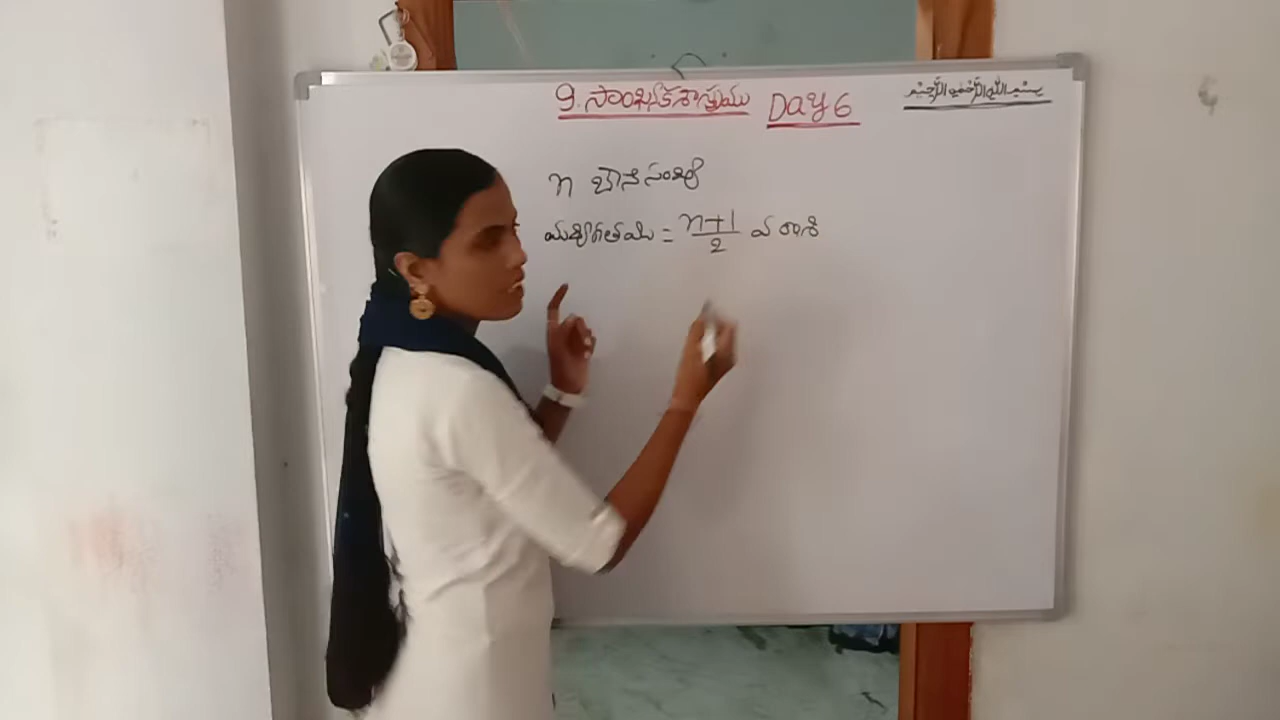 9. సాంఖ్యకశాస్త్రము Day 6
بسم الله الرحمن الرحيم
n బేసి సంఖ్య
మధ్యగతము = n+1/2 వ రాశి